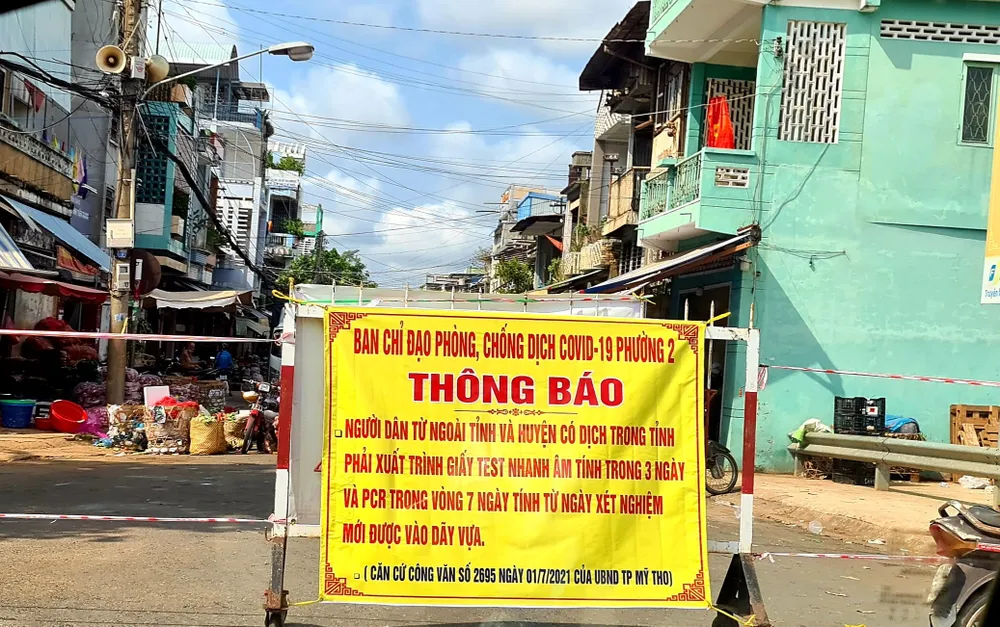 BAN CHỈ ĐẠO PHÒNG, CHỐNG DỊCH COVID-19 PHƯỜNG 2
THÔNG BÁO
NGƯỜI DÂN TỪ NGOÀI TỈNH VÀ HUYỆN CÓ DỊCH TRONG TỈNH
PHẢI XUẤT TRÌNH GIẤY TEST NHANH ÂM TÍNH TRONG 3 NGÀY
VÀ PCR TRONG VÒNG 7 NGÀY TÍNH TỪ NGÀY XÉT NGHIỆM
MỚI ĐƯỢC VÀO DÃY VỰA.
( CĂN CỨ CÔNG VĂN SỐ 2695 NGÀY 01/7/2021 CỦA UBND TP MỸ THO)